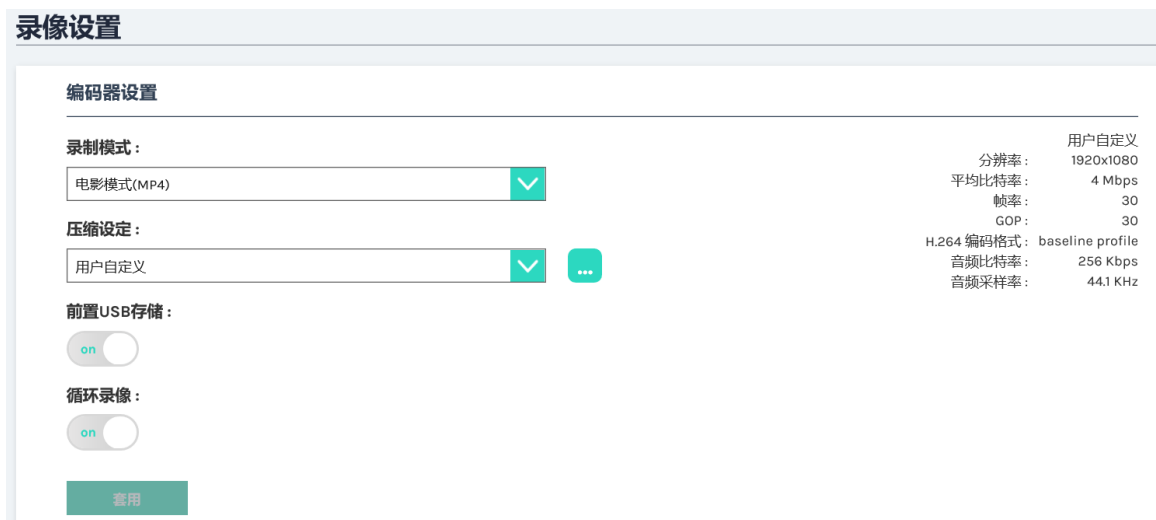 录像设置
编码器设置
录制模式 :
电影模式(MP4)
压缩设定 :
用户自定义
...
前置USB存储 :
on
循环录像 :
on
套用
用户自定义
分辨率 : 1920x1080
平均比特率 : 4 Mbps
帧率 : 30
GOP : 30
H.264 编码格式 : baseline profile
音频比特率 : 256 Kbps
音频采样率 : 44.1 KHz